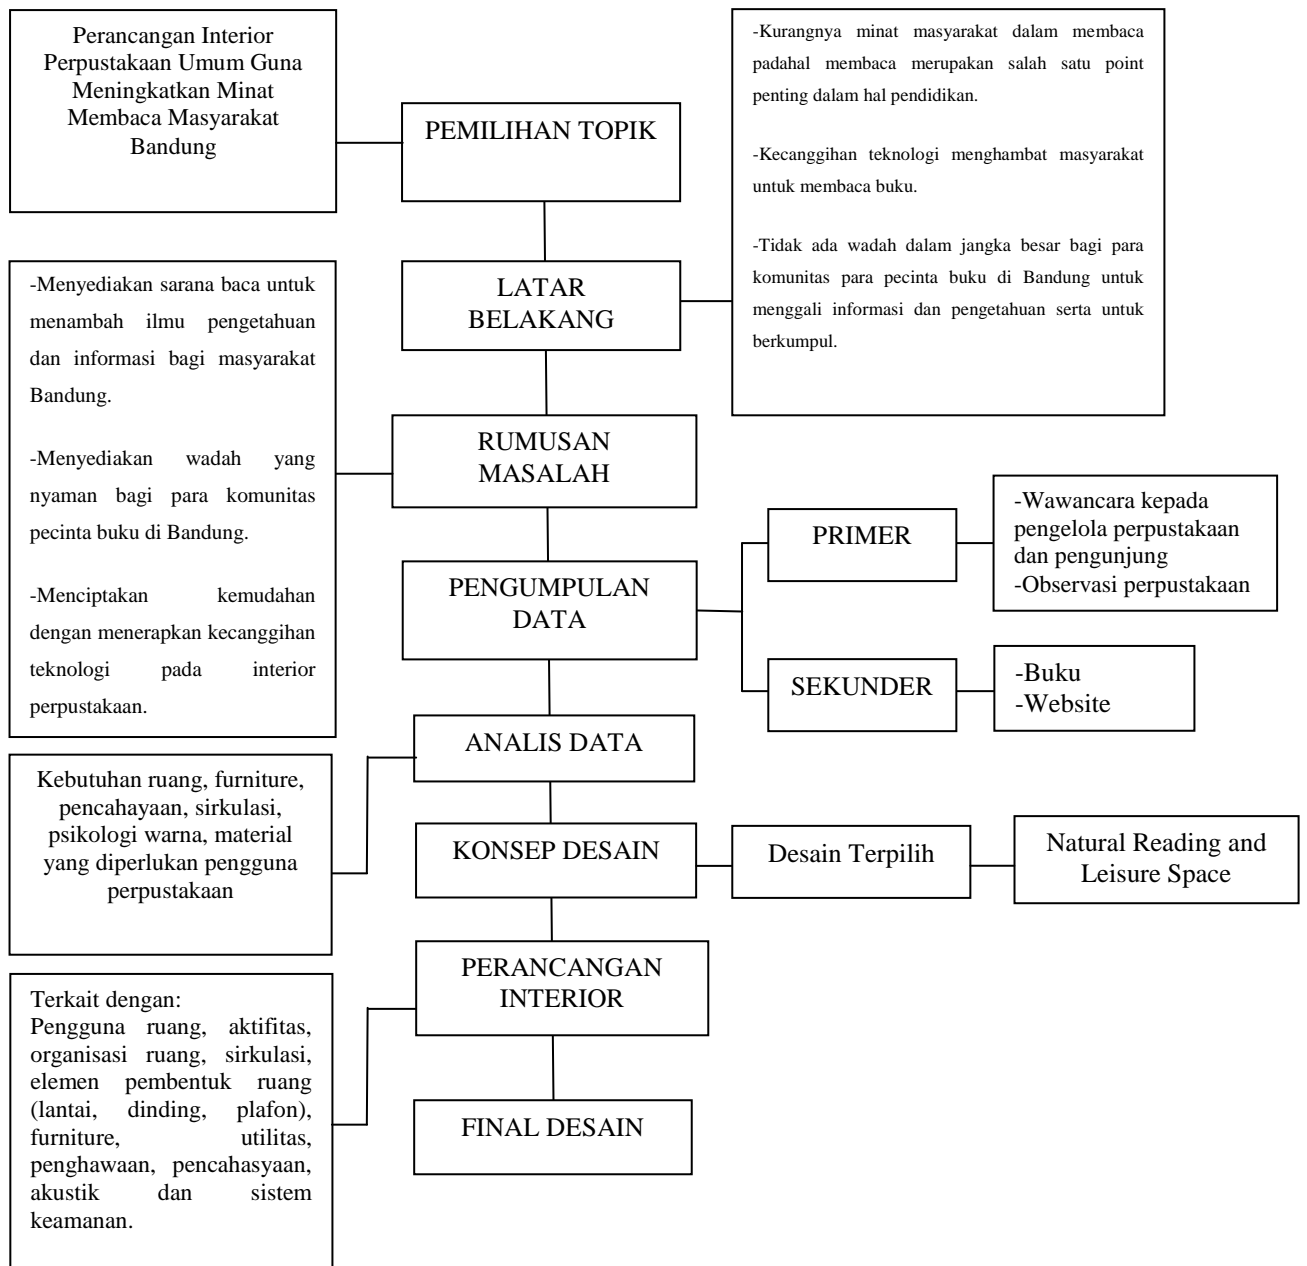 Perancangan Interior
Perpustakaan Umum Guna
Meningkatkan Minat
Membaca Masyarakat
Bandung
PEMILIHAN TOPIK
-Kurangnya minat masyarakat dalam membaca
padahal membaca merupakan salah satu point
penting dalam hal pendidikan.
-Kecanggihan teknologi menghambat masyarakat
untuk membaca buku.
-Tidak ada wadah dalam jangka besar bagi para
komunitas para pecinta buku di Bandung untuk
menggali informasi dan pengetahuan serta untuk
berkumpul.
LATAR
BELAKANG
-Menyediakan sarana baca untuk
menambah ilmu pengetahuan
dan informasi bagi masyarakat
Bandung.
-Menyediakan wadah yang
nyaman bagi para komunitas
pecinta buku di Bandung.
-Menciptakan kemudahan
dengan menerapkan kecanggihan
teknologi pada interior
perpustakaan.
RUMUSAN
MASALAH
PENGUMPULAN
DATA
PRIMER
-Wawancara kepada
pengelola perpustakaan
dan pengunjung
-Observasi perpustakaan
SEKUNDER
-Buku
-Website
ANALIS DATA
Kebutuhan ruang, furniture,
pencahayaan, sirkulasi,
psikologi warna, material
yang diperlukan pengguna
perpustakaan
KONSEP DESAIN
Desain Terpilih
Natural Reading and
Leisure Space
PERANCANGAN
INTERIOR
Terkait dengan:
Pengguna ruang, aktifitas,
organisasi ruang, sirkulasi,
elemen pembentuk ruang
(lantai, dinding, plafon),
furniture, utilitas,
penghawaan, pencahasyaan,
akustik dan sistem
keamanan.
FINAL DESAIN